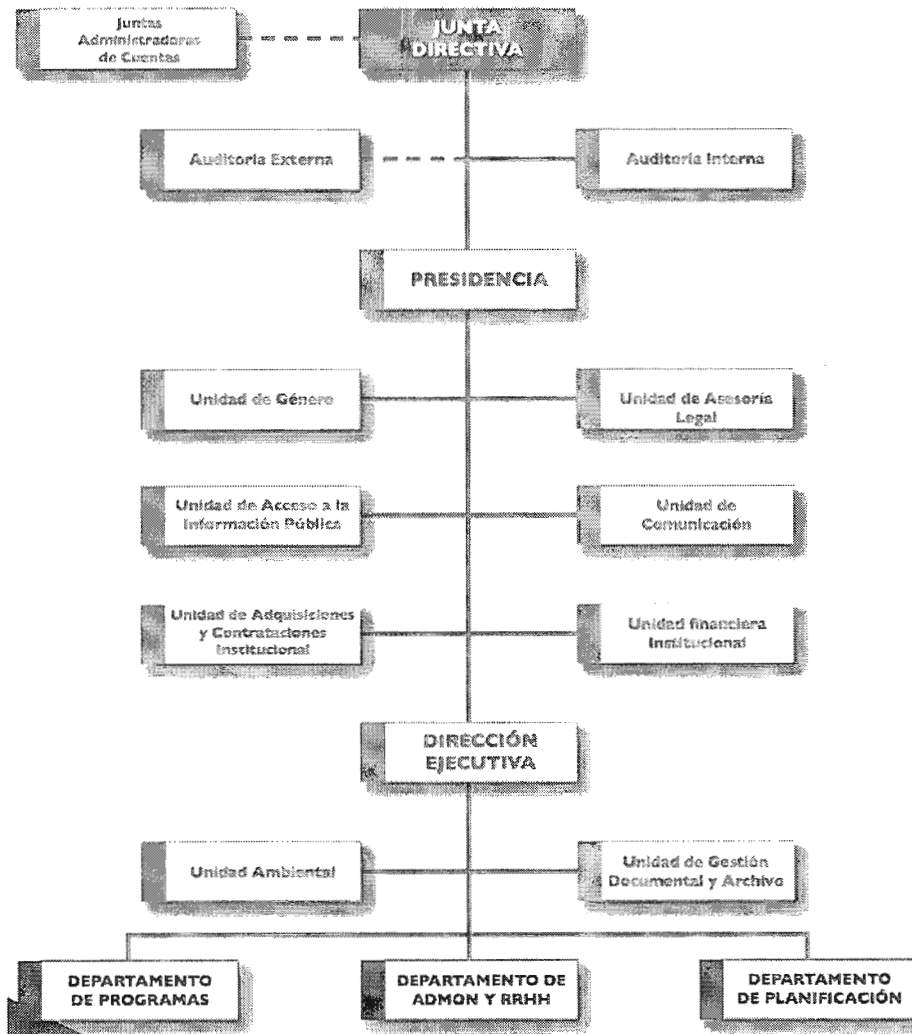 Juntas
Administradoras
de Cuentas
JUNTA
DIRECTIVA
Auditoría Externa
Auditoría Interna
PRESIDENCIA
Unidad de Género
Unidad de Asesoría
Legal
Unidad de Acceso a la
Información Pública
Unidad de
Comunicación
Unidad de Adquisiciones
y Contrataciones
Institucional
Unidad financiera
Institucional
DIRECCIÓN
EJECUTIVA
Unidad Ambiental
Unidad de Gestión
Documental y Archivo
DEPARTAMENTO
DE PROGRAMAS
DEPARTAMENTO DE
ADMON Y RRHH
DEPARTAMENTO
DE PLANIFICACIÓN